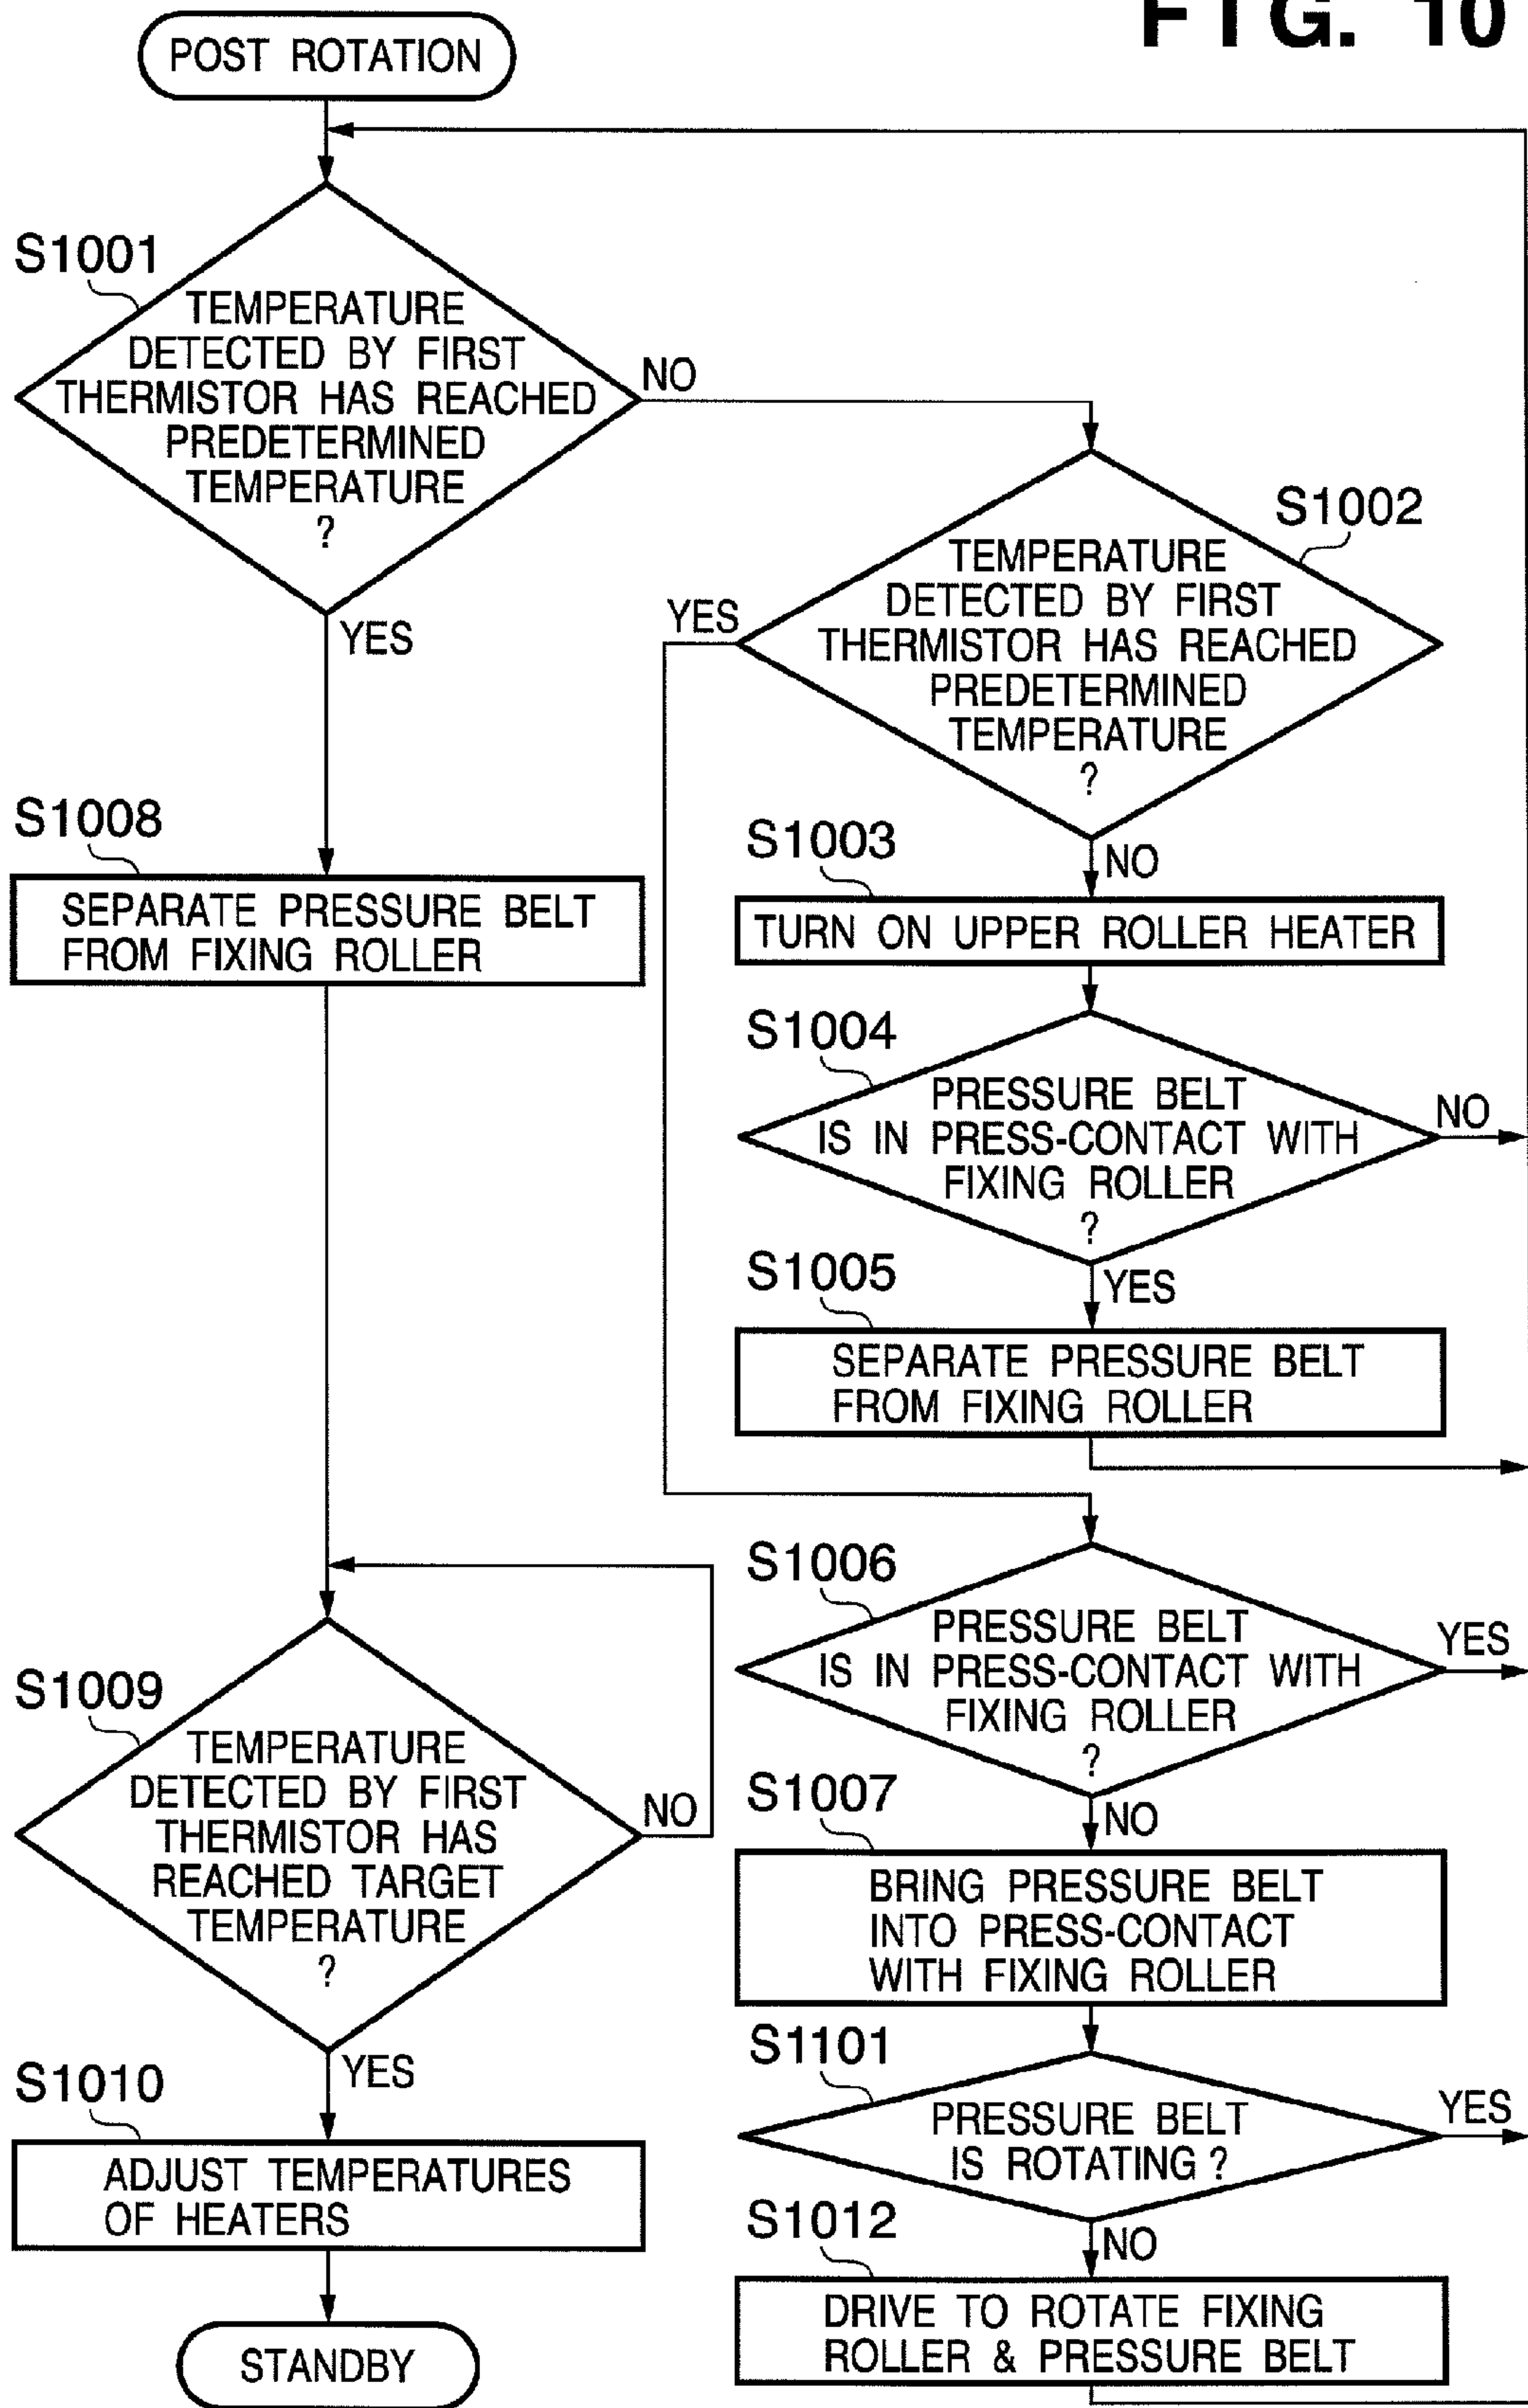 FIG. 10
POST ROTATION
S1001
TEMPERATURE
DETECTED BY FIRST
THERMISTOR HAS REACHED
PREDETERMINED
TEMPERATURE
?
NO
YES
S1002
TEMPERATURE
DETECTED BY FIRST
THERMISTOR HAS REACHED
PREDETERMINED
TEMPERATURE
?
YES
NO
S1003
TURN ON UPPER ROLLER HEATER
S1004
PRESSURE BELT
IS IN PRESS-CONTACT WITH
FIXING ROLLER
?
NO
YES
S1005
SEPARATE PRESSURE BELT
FROM FIXING ROLLER
S1006
PRESSURE BELT
IS IN PRESS-CONTACT WITH
FIXING ROLLER
?
YES
NO
S1007
BRING PRESSURE BELT
INTO PRESS-CONTACT
WITH FIXING ROLLER
S1101
PRESSURE BELT
IS ROTATING ?
YES
NO
S1012
DRIVE TO ROTATE FIXING
ROLLER & PRESSURE BELT
S1008
SEPARATE PRESSURE BELT
FROM FIXING ROLLER
S1009
TEMPERATURE
DETECTED BY FIRST
THERMISTOR HAS
REACHED TARGET
TEMPERATURE
?
NO
YES
S1010
ADJUST TEMPERATURES
OF HEATERS
STANDBY